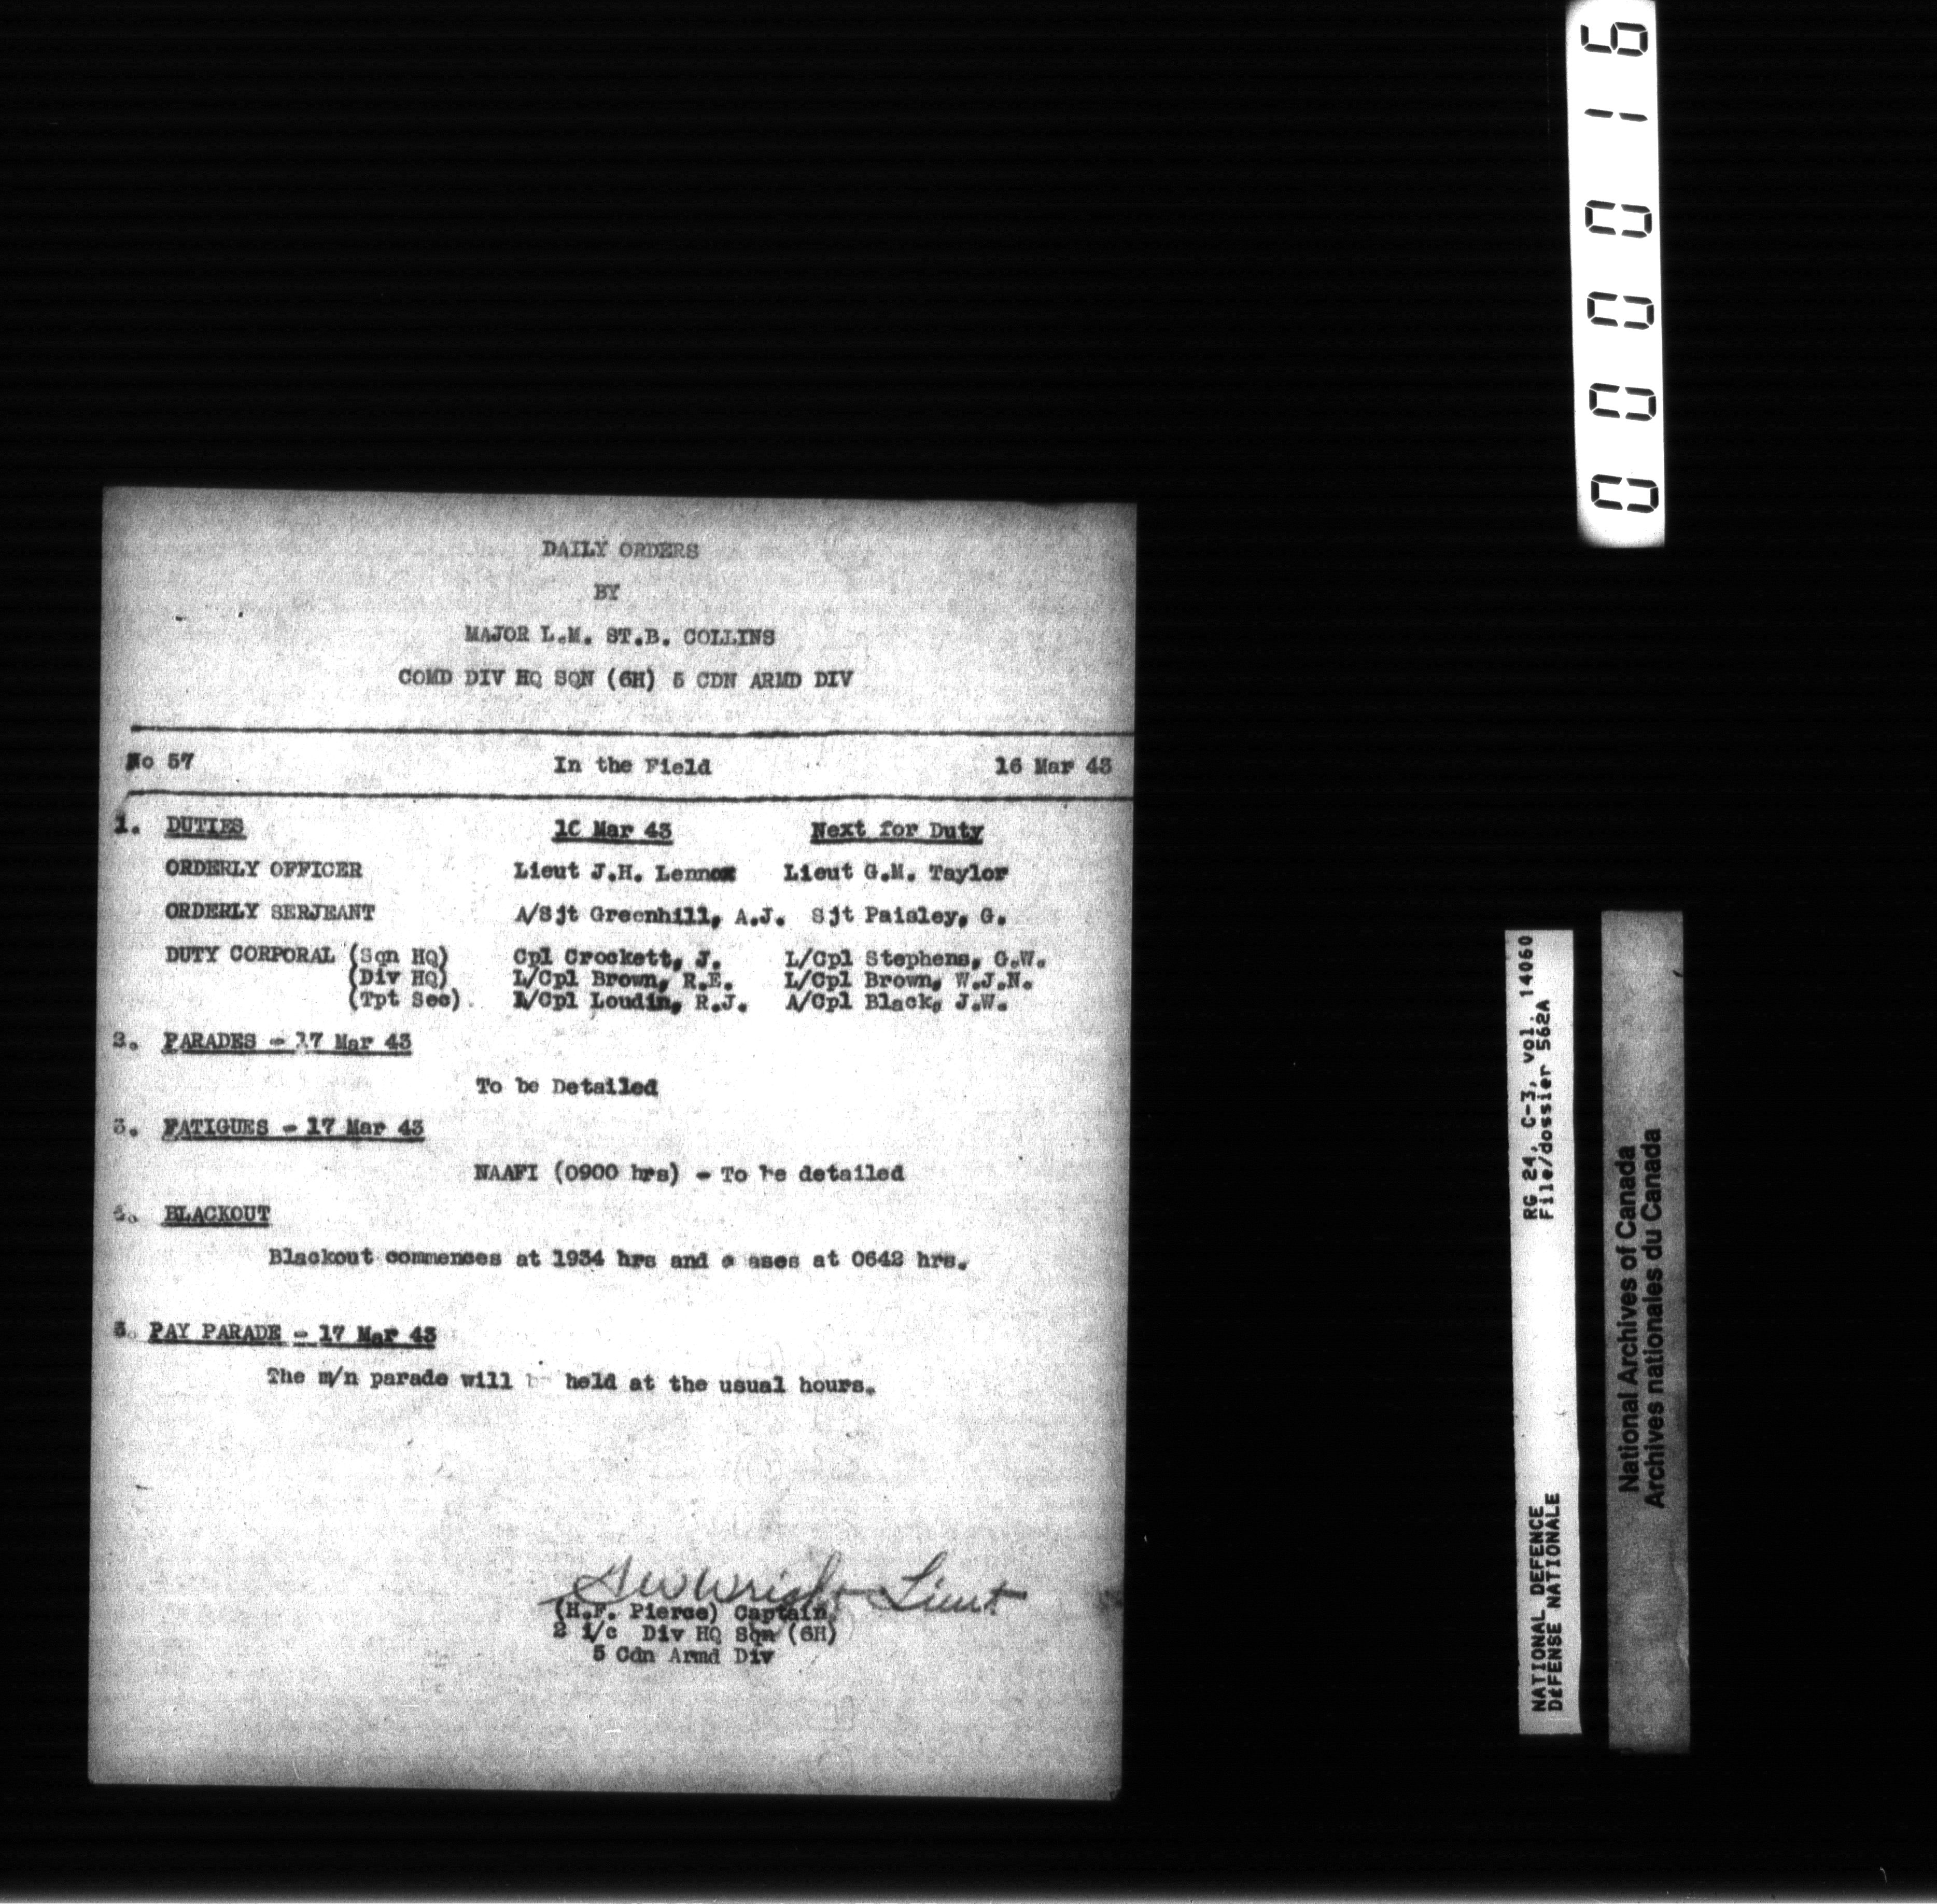 DAILY ORDERS
BY
MAJOR L.M. ST.B. COLLINS
COMD DIV HQ SQN (6H) 5 CDN ARMD DIV
No 57 In the Field 16 Mar 43
1. DUTIES 16 Mar 43 Next for Duty
ORDERLY OFFICER Lieut J.H. Lennox Lieut G.M. Taylor
ORDERLY SERJEANT A/Sjt Greenhill, A.J. Sjt Paisley, G.
DUTY CORPORAL (Sqn HQ) Cpl Crockett, J. L/Cpl Stephens, G.W.
(Div HQ) L/Cpl Brown, R.E. L/Cpl Brown, W.J.N.
(Tpt Sec) L/Cpl Loudin, R.J. A/Cpl Black, J.W.
2. PARADES - 17 Mar 43
To be Detailed
3. FATIGUES - 17 Mar 43
NAAFI (0900 hrs) - To be detailed
4. BLACKOUT
Blackout commences at 1934 hrs and c ases at 0642 hrs.
5. PAY PARADE - 17 Mar 43
The m/n parade will be held at the usual hours.
Wright Lieut
(H.F. Pierce) Captain,
2 i/c Div HQ Sqn (6H)
5 Cdn Armd Div
000016
RG 24, C-3, vol. 14060
File/dossier 562A
NATIONAL DEFENCE
DÉFENSE NATIONALE
National Archives of Canada
Archives nationales du Canada